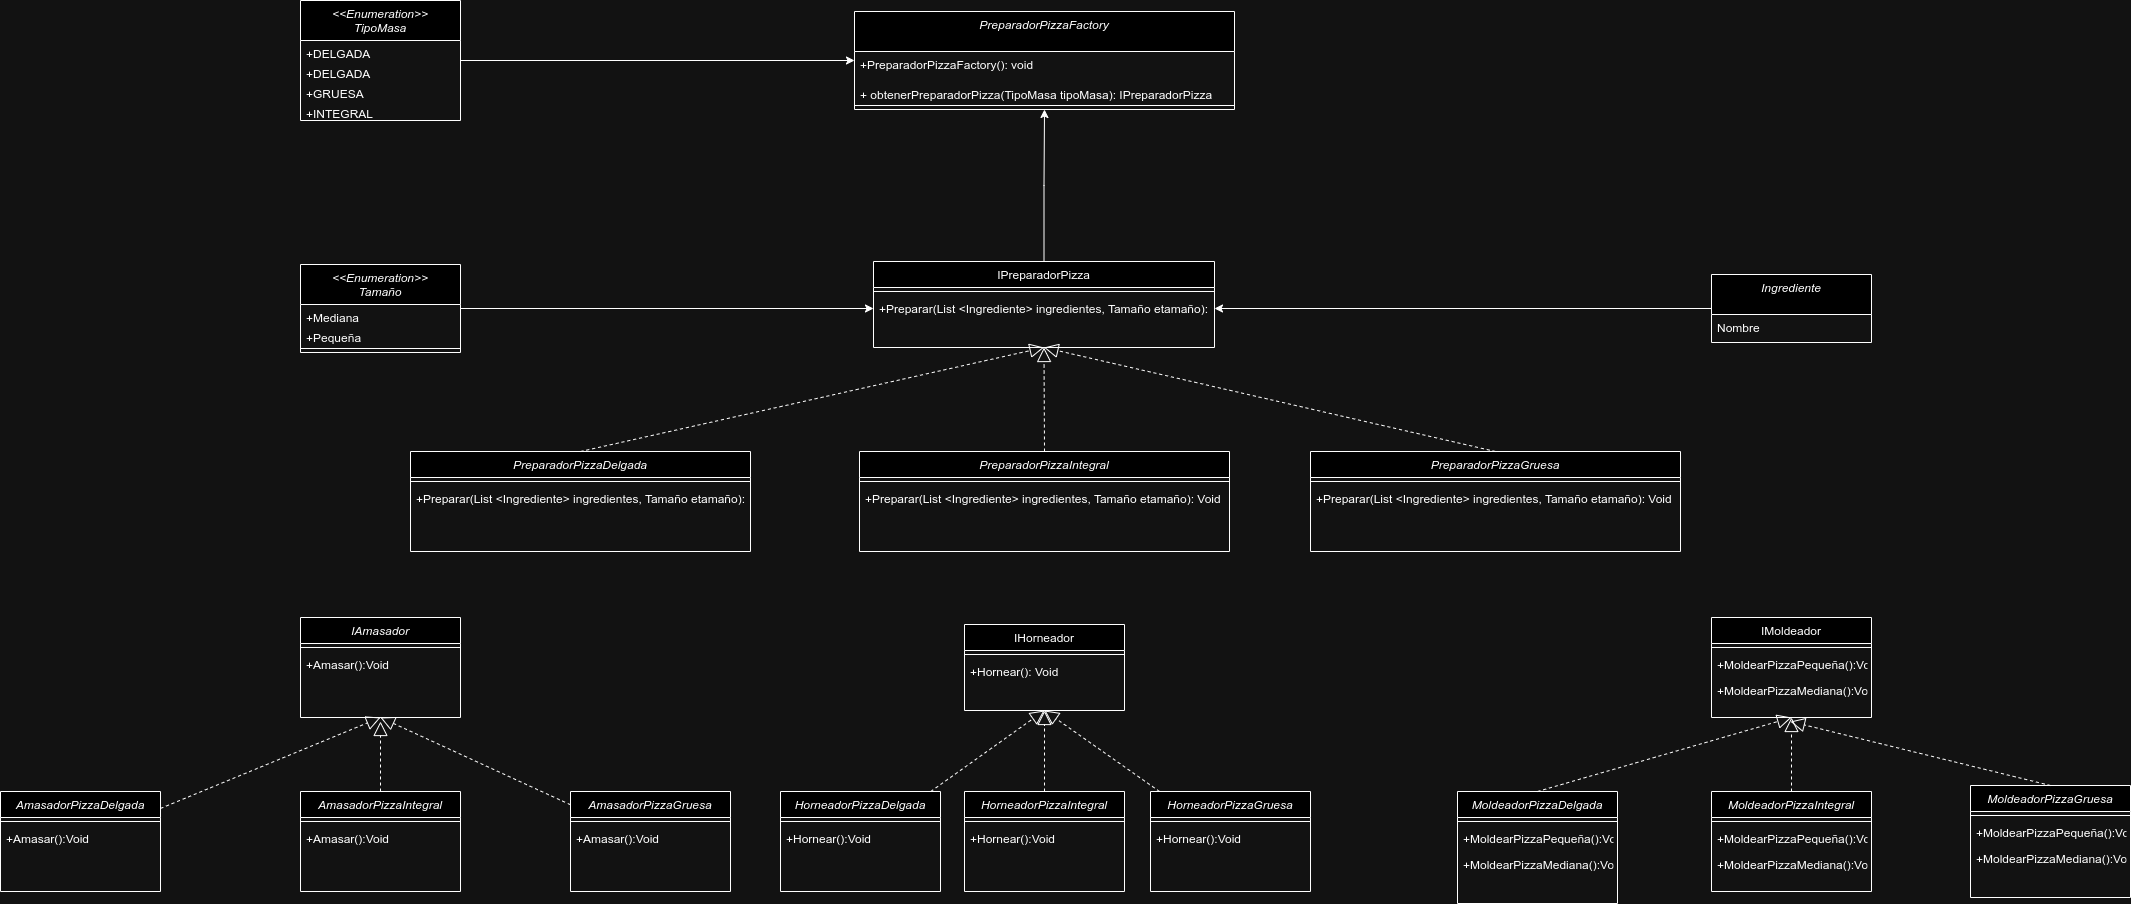 <<Enumeration>>
TipoMasa
+DELGADA
+DELGADA
+GRUESA
+INTEGRAL
PreparadorPizzaFactory
+PreparadorPizzaFactory(): void
+ obtenerPreparadorPizza(TipoMasa tipoMasa): IPreparadorPizza
<<Enumeration>>
Tamaño
+Mediana
+Pequeña
IPreparadorPizza
+Preparar(List <Ingrediente> ingredientes, Tamaño etamaño):
Ingrediente
Nombre
PreparadorPizzaDelgada
+Preparar(List <Ingrediente> ingredientes, Tamaño etamaño):
PreparadorPizzaIntegral
+Preparar(List <Ingrediente> ingredientes, Tamaño etamaño): Void
PreparadorPizzaGruesa
+Preparar(List <Ingrediente> ingredientes, Tamaño etamaño): Void
IAmasador
+Amasar():Void
IHorneador
+Hornear(): Void
IMoldeador
+MoldearPizzaPequeña():Vc
+MoldearPizzaMediana():Vo
AmasadorPizzaDelgada
+Amasar():Void
AmasadorPizzaIntegral
+Amasar():Void
AmasadorPizzaGruesa
+Amasar():Void
HorneadorPizzaDelgada
+Hornear():Void
HorneadorPizzaIntegral
+Hornear():Void
HorneadorPizzaGruesa
+Hornear():Void
MoldeadorPizzaDelgada
+MoldearPizzaPequeña():Vc
+MoldearPizzaMediana():Vo
MoldeadorPizzaIntegral
+MoldearPizzaPequeña():Vc
+MoldearPizzaMediana():Vo
MoldeadorPizzaGruesa
+MoldearPizzaPequeña():Vc
+MoldearPizzaMediana():Vo